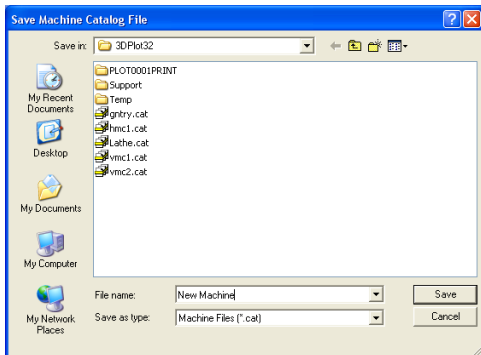 Save Machine Catalog File
Save in: 3DPlot32
PLOT0001PRINT
Support
Temp
gntry.cat
hmc1.cat
Lathe.cat
vmc1.cat
vmc2.cat
My Recent
Documents
Desktop
My Documents
My Computer
My Network
Places
File name: New Machine Save
Save as type: Machine Files (*.cat) Cancel